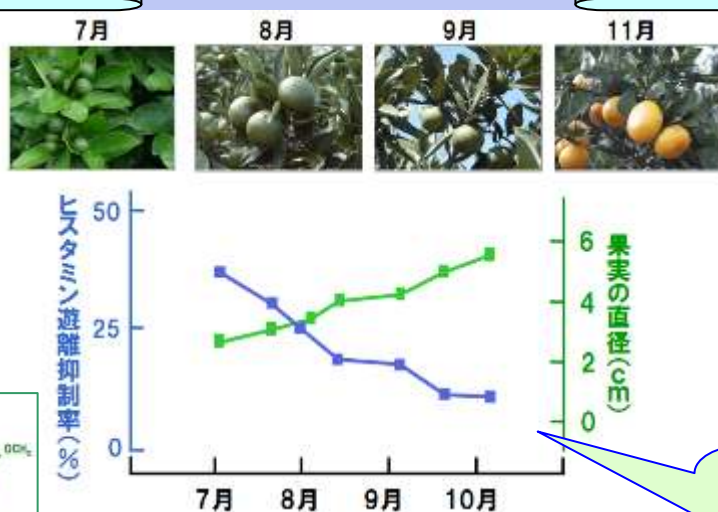 7月
8月
9月
11月
ヒスタミン遊離抑制率(%)
50
25
0
果実の直径(cm)
6
4
2
0
7月
8月
9月
10月
OCH₃